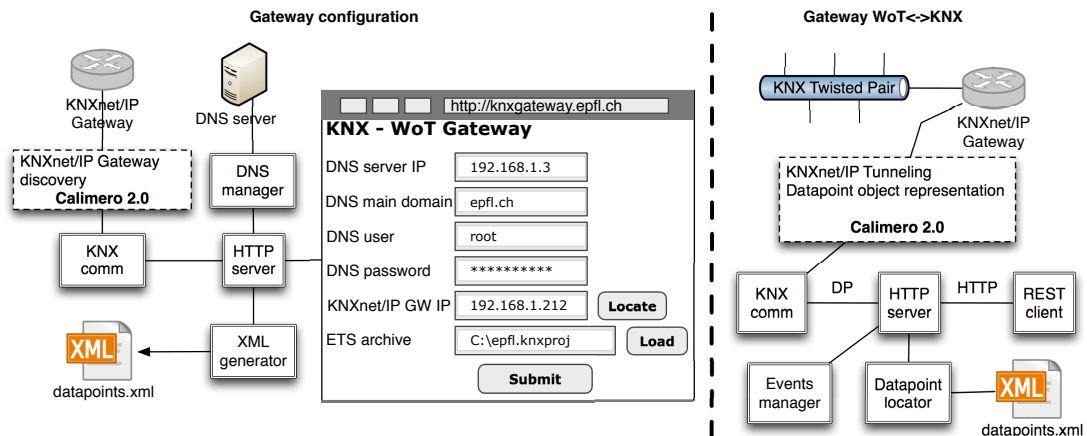 Gateway configuration
KNXnet/IP
Gateway
DNS server
KNXnet/IP Gateway
discovery
Calimero 2.0
DNS
manager
KNX
comm
HTTP
server
XML
generator
XML
datapoints.xml
http://knxgateway.epfl.ch
KNX - WoT Gateway
DNS server IP
192.168.1.3
DNS main domain
epfl.ch
DNS user
root
DNS password
**********
KNXnet/IP GW IP
192.168.1.212
Locate
ETS archive
C:\epfl.knxproj
Load
Submit
Gateway WoT<->KNX
KNX Twisted Pair
KNXnet/IP
Gateway
KNXnet/IP Tunneling
Datapoint object representation
Calimero 2.0
KNX
comm
DP
HTTP
server
HTTP
REST
client
Events
manager
Datapoint
locator
XML
datapoints.xml